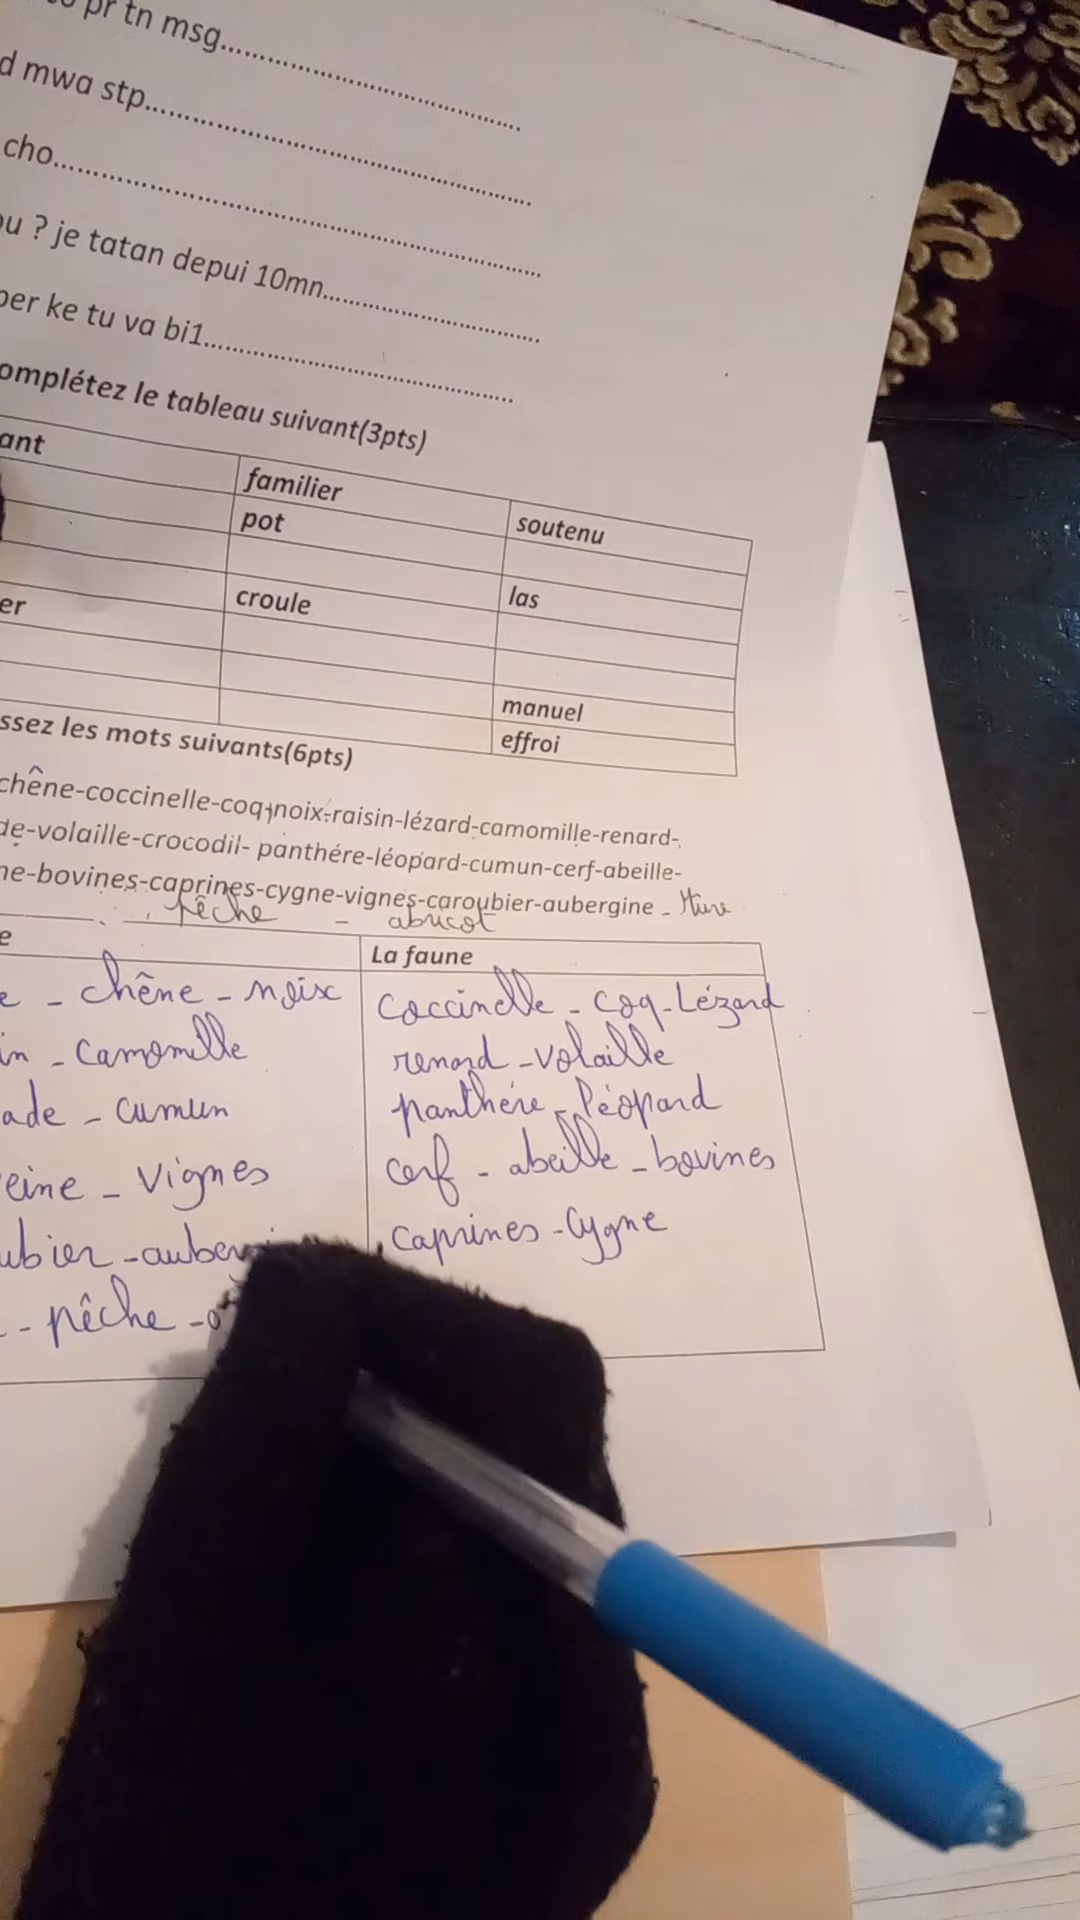 pr tn msg
d mwa stp
cho
ou ? je tatan depui 10mn
per ke tu va bi1
omplétez le tableau suivant(3pts)
ant familier soutenu
pot
las
er croule
manuel
effroi
ssez les mots suivants(6pts)
chêne-coccinelle-coq-noix-raisin-lézard-camomille-renard-
de-volaille-crocodil- panthére-léopard-cumun-cerf-abeille-
ne-bovines-caprines-cygne-vignes-caroubier-aubergine -
pêche - abricot
e La faune
e - chêne - noix coccinelle - coq - Lézard
in - camomille renard - volaille
ade - cumun panthére - léopard
eine - vignes cerf - abeille - bovines
ubier - auber caprines - cygne
- pêche -